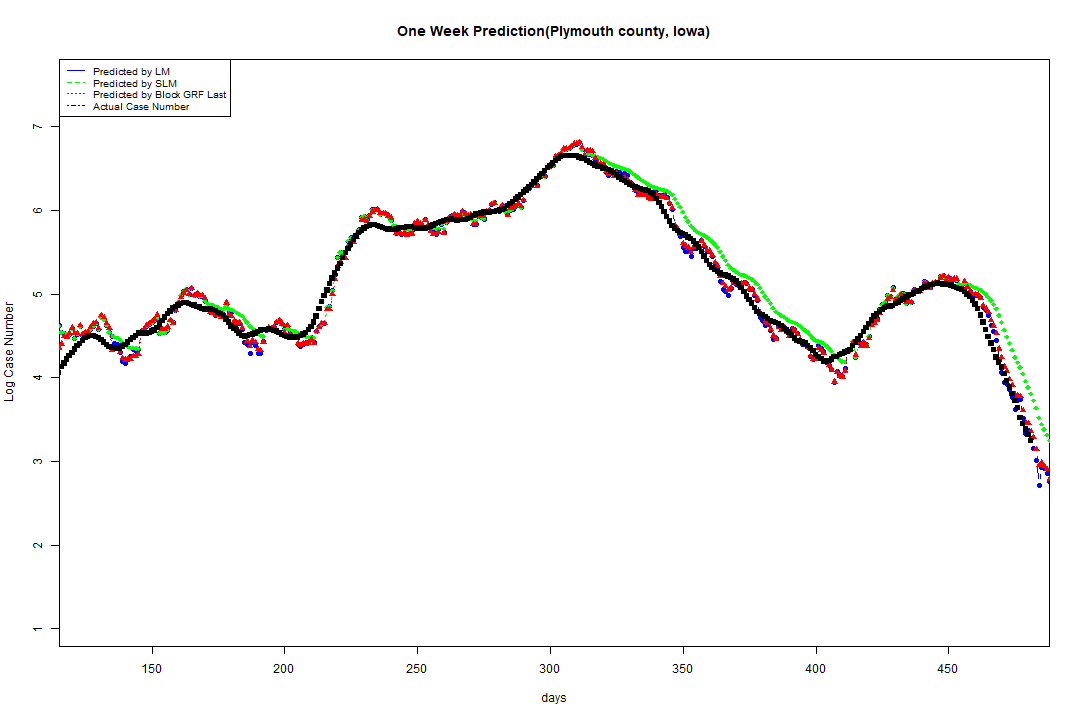 One Week Prediction(Plymouth county, Iowa)
Predicted by LM
Predicted by SLM
Predicted by Block GRF Last
Actual Case Number
7
6
5
4
3
2
1
Log Case Number
150 200 250 300 350 400 450
days